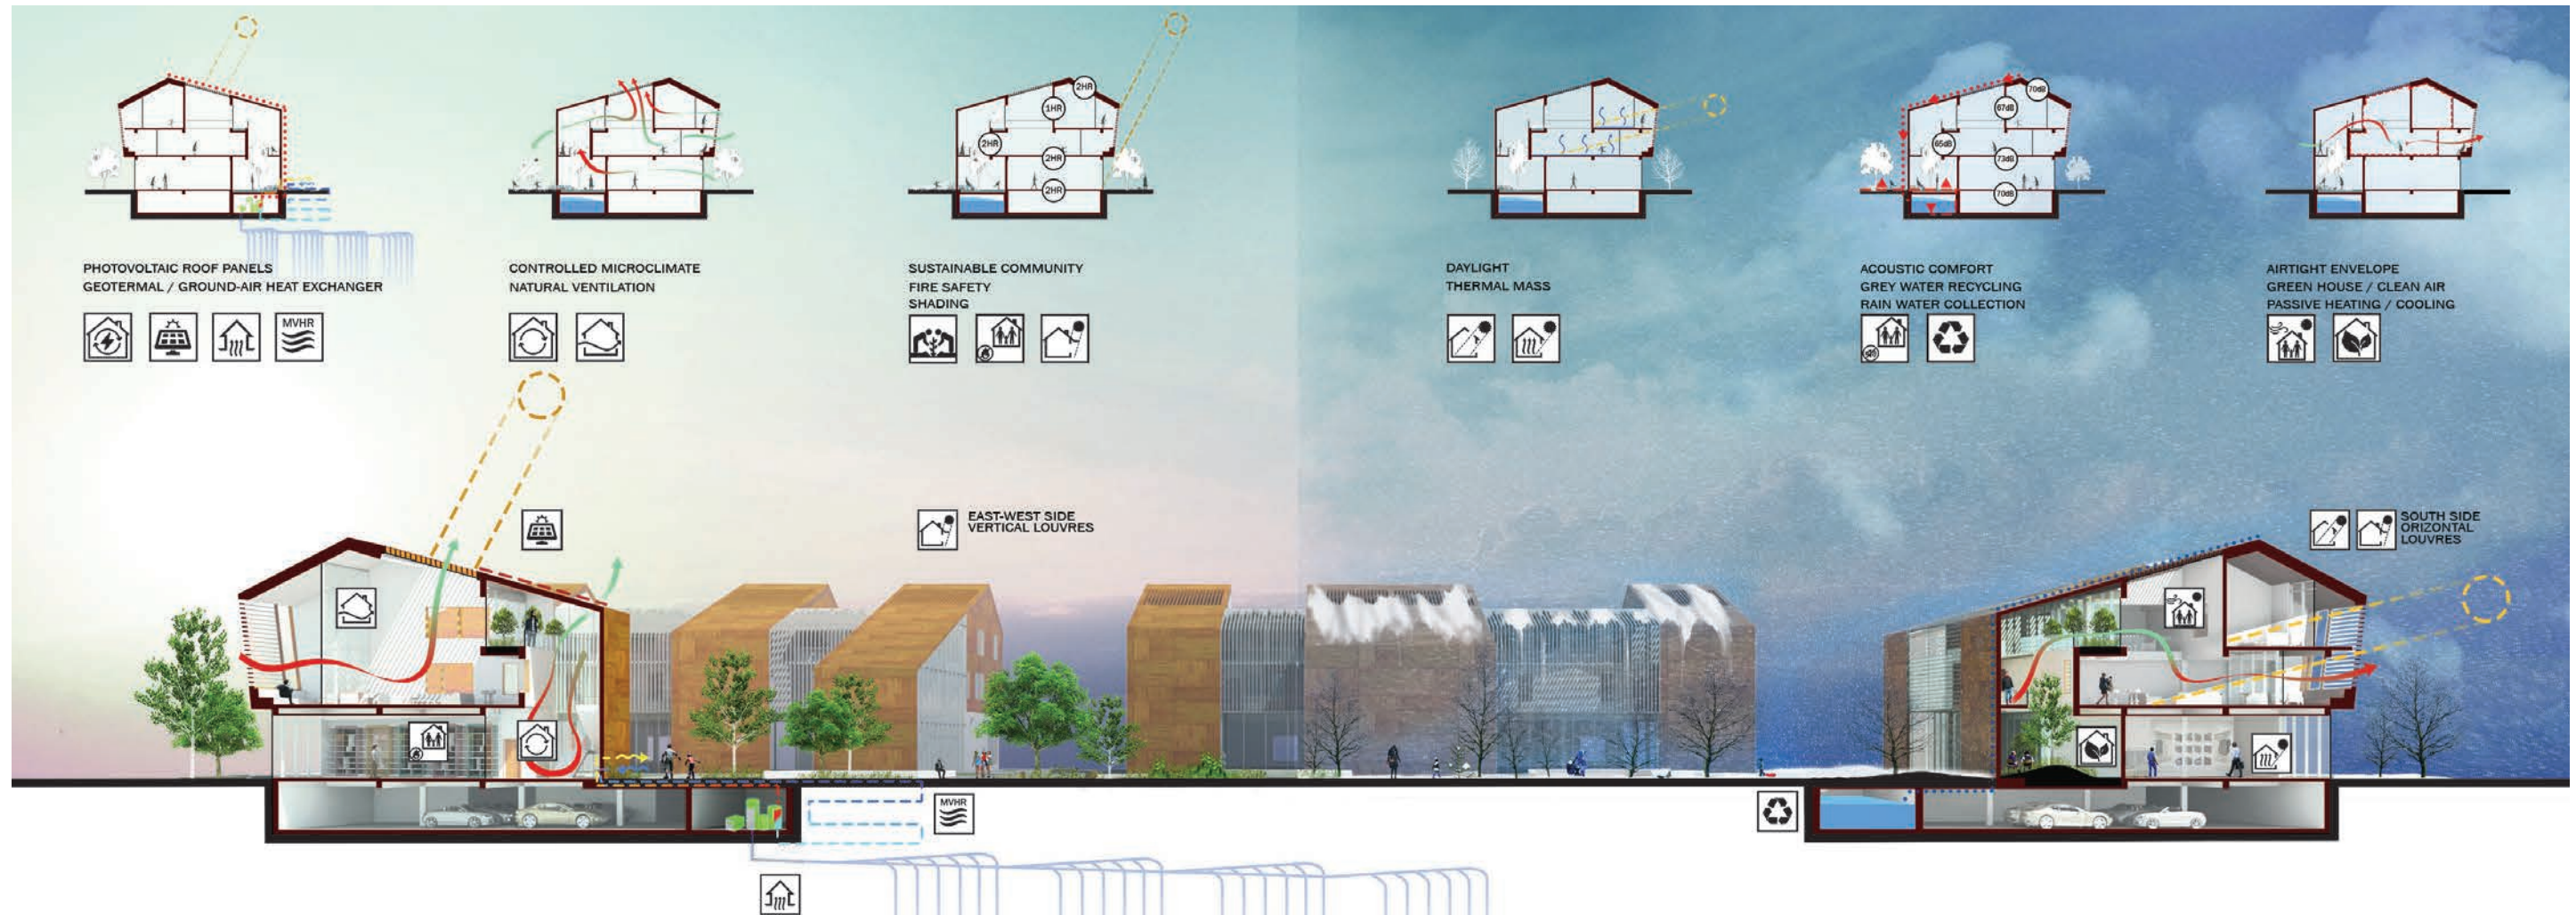 2HR
1HR
2HR
2HR
2HR
70dB
67dB
65dB
73dB
70dB
PHOTOVOLTAIC ROOF PANELS
GEOTERMAL / GROUND-AIR HEAT EXCHANGER
MVHR
CONTROLLED MICROCLIMATE
NATURAL VENTILATION
SUSTAINABLE COMMUNITY
FIRE SAFETY
SHADING
DAYLIGHT
THERMAL MASS
ACOUSTIC COMFORT
GREY WATER RECYCLING
RAIN WATER COLLECTION
AIRTIGHT ENVELOPE
GREEN HOUSE / CLEAN AIR
PASSIVE HEATING / COOLING
EAST-WEST SIDE
VERTICAL LOUVRES
SOUTH SIDE
ORIZONTAL
LOUVRES
MVHR